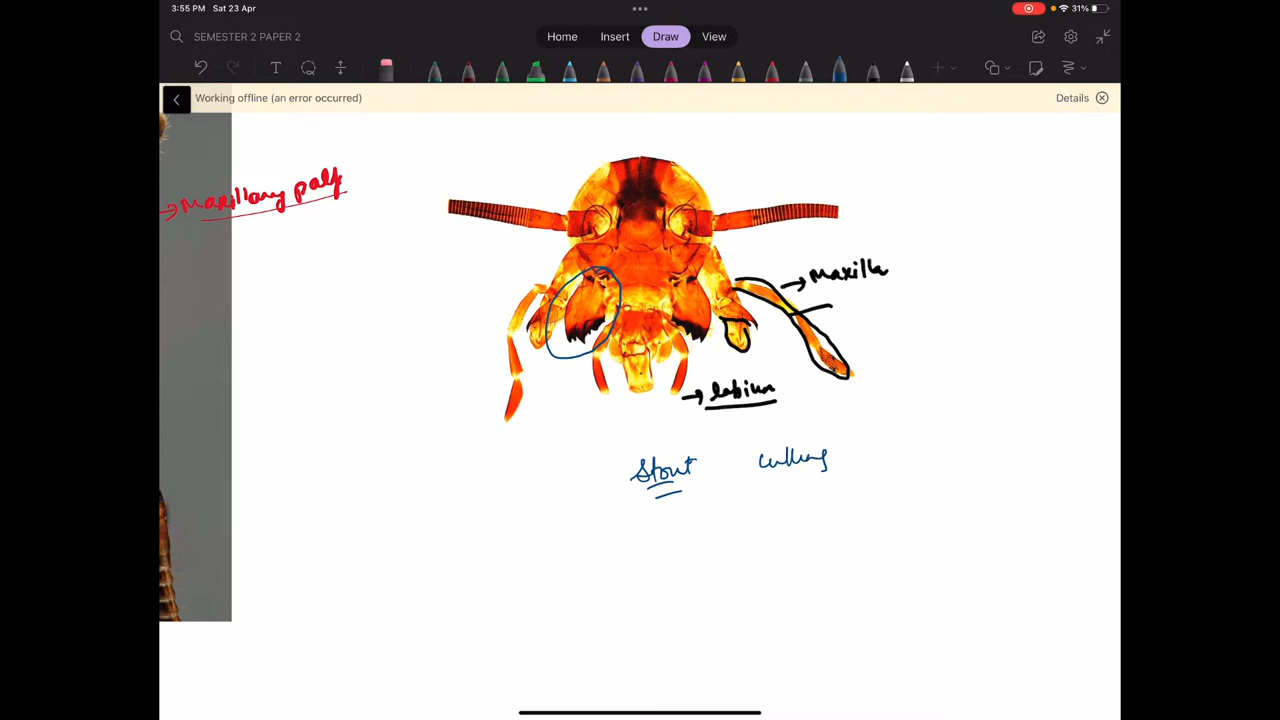 3:55 PM Sat 23 Apr
31%
SEMESTER 2 PAPER 2
Home Insert Draw View
Working offline (an error occurred)
Details
Maxillary palp
Maxilla
labium
Stout cutting